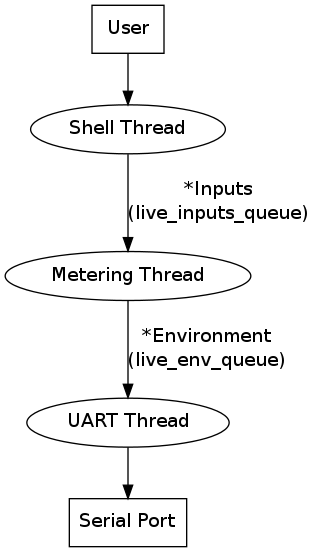 User
Shell Thread
*Inputs
(live_inputs_queue)
Metering Thread
*Environment
(live_env_queue)
UART Thread
Serial Port